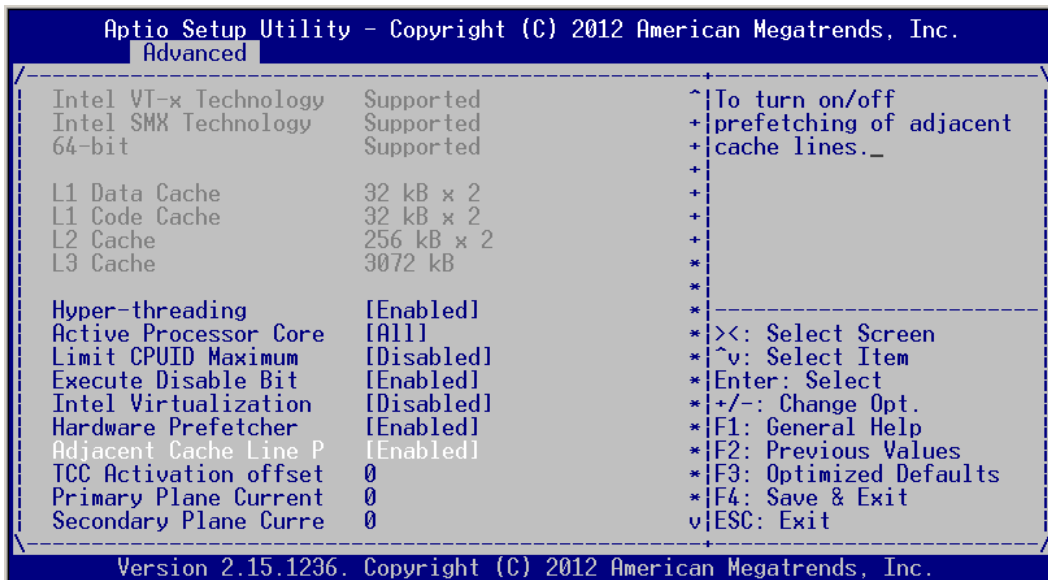 Aptio Setup Utility - Copyright (C) 2012 American Megatrends, Inc.
Advanced
Intel VT-x Technology Supported
Intel SMX Technology Supported
64-bit Supported
L1 Data Cache 32 kB x 2
L1 Code Cache 32 kB x 2
L2 Cache 256 kB x 2
L3 Cache 3072 kB
Hyper-threading [Enabled]
Active Processor Core [All]
Limit CPUID Maximum [Disabled]
Execute Disable Bit [Enabled]
Intel Virtualization [Disabled]
Hardware Prefetcher [Enabled]
Adjacent Cache Line P [Enabled]
TCC Activation offset 0
Primary Plane Current 0
Secondary Plane Curre 0
To turn on/off
prefetching of adjacent
cache lines._
><: Select Screen
^v: Select Item
Enter: Select
+/-: Change Opt.
F1: General Help
F2: Previous Values
F3: Optimized Defaults
F4: Save & Exit
ESC: Exit
Version 2.15.1236. Copyright (C) 2012 American Megatrends, Inc.